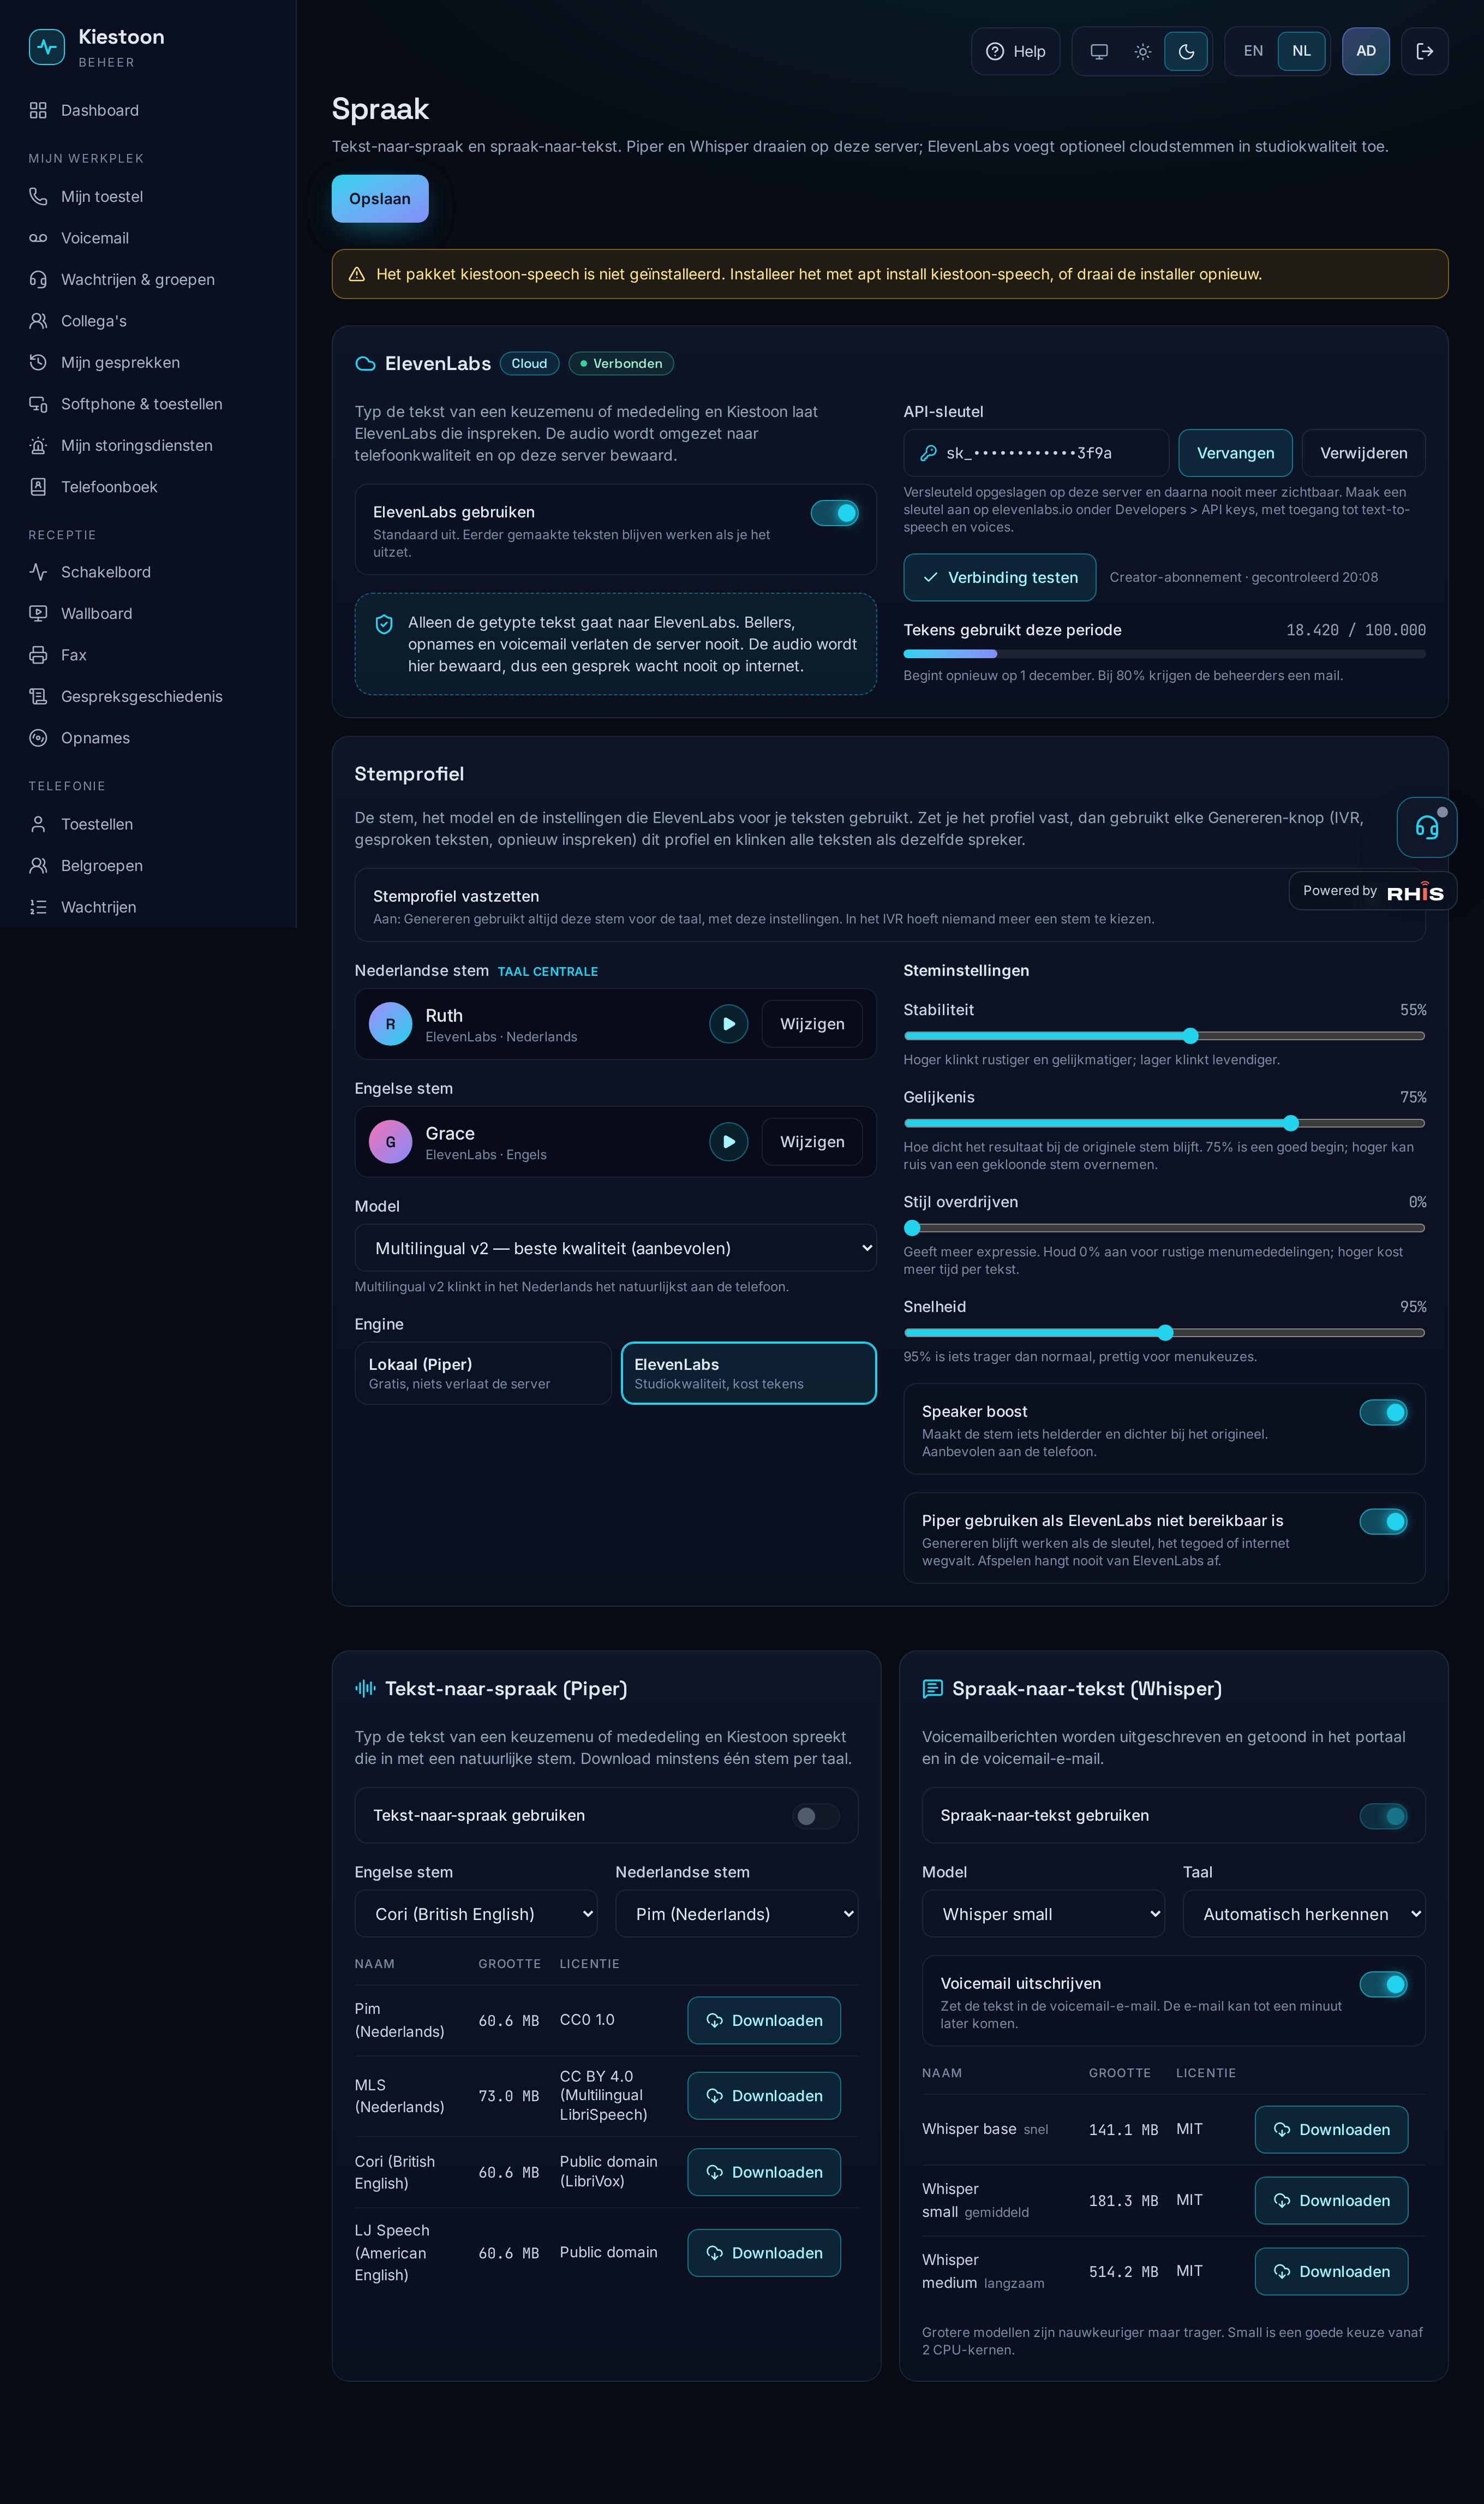 Kiestoon
BEHEER
Dashboard
MIJN WERKPLEK
Mijn toestel
Voicemail
Wachtrijen & groepen
Collega's
Mijn gesprekken
Softphone & toestellen
Mijn storingsdiensten
Telefoonboek
RECEPTIE
Schakelbord
Wallboard
Fax
Gespreksgeschiedenis
Opnames
TELEFONIE
Toestellen
Belgroepen
Wachtrijen
Help
EN NL
AD
Spraak
Tekst-naar-spraak en spraak-naar-tekst. Piper en Whisper draaien op deze server; ElevenLabs voegt optioneel cloudstemmen in studiokwaliteit toe.
Opslaan
Het pakket kiestoon-speech is niet geïnstalleerd. Installeer het met apt install kiestoon-speech, of draai de installer opnieuw.
ElevenLabs Cloud Verbonden
Typ de tekst van een keuzemenu of mededeling en Kiestoon laat
ElevenLabs die inspreken. De audio wordt omgezet naar
telefoonkwaliteit en op deze server bewaard.
ElevenLabs gebruiken
Standaard uit. Eerder gemaakte teksten blijven werken als je het
uitzet.
Alleen de getypte tekst gaat naar ElevenLabs. Bellers,
opnames en voicemail verlaten de server nooit. De audio wordt
hier bewaard, dus een gesprek wacht nooit op internet.
API-sleutel
sk_••••••••••••3f9a
Vervangen
Verwijderen
Versleuteld opgeslagen op deze server en daarna nooit meer zichtbaar. Maak een
sleutel aan op elevenlabs.io onder Developers > API keys, met toegang tot text-to-
speech en voices.
Verbinding testen
Creator-abonnement · gecontroleerd 20:08
Tekens gebruikt deze periode 18.420 / 100.000
Begint opnieuw op 1 december. Bij 80% krijgen de beheerders een mail.
Stemprofiel
De stem, het model en de instellingen die ElevenLabs voor je teksten gebruikt. Zet je het profiel vast, dan gebruikt elke Genereren-knop (IVR,
gesproken teksten, opnieuw inspreken) dit profiel en klinken alle teksten als dezelfde spreker.
Stemprofiel vastzetten
Aan: Genereren gebruikt altijd deze stem voor de taal, met deze instellingen. In het IVR hoeft niemand meer een stem te kiezen.
Powered by RHIS
Nederlandse stem TAAL CENTRALE
R
Ruth
ElevenLabs · Nederlands
Wijzigen
Engelse stem
G
Grace
ElevenLabs · Engels
Wijzigen
Model
Multilingual v2 — beste kwaliteit (aanbevolen)
Multilingual v2 klinkt in het Nederlands het natuurlijkst aan de telefoon.
Engine
Lokaal (Piper)
Gratis, niets verlaat de server
ElevenLabs
Studiokwaliteit, kost tekens
Steminstellingen
Stabiliteit 55%
Hoger klinkt rustiger en gelijkmatiger; lager klinkt levendiger.
Gelijkenis 75%
Hoe dicht het resultaat bij de originele stem blijft. 75% is een goed begin; hoger kan
ruis van een gekloonde stem overnemen.
Stijl overdrijven 0%
Geeft meer expressie. Houd 0% aan voor rustige menumededelingen; hoger kost
meer tijd per tekst.
Snelheid 95%
95% is iets trager dan normaal, prettig voor menukeuzes.
Speaker boost
Maakt de stem iets helderder en dichter bij het origineel.
Aanbevolen aan de telefoon.
Piper gebruiken als ElevenLabs niet bereikbaar is
Genereren blijft werken als de sleutel, het tegoed of internet
wegvalt. Afspelen hangt nooit van ElevenLabs af.
Tekst-naar-spraak (Piper)
Typ de tekst van een keuzemenu of mededeling en Kiestoon spreekt
die in met een natuurlijke stem. Download minstens één stem per taal.
Tekst-naar-spraak gebruiken
Engelse stem Nederlandse stem
Cori (British English) Pim (Nederlands)
NAAM GROOTTE LICENTIE
Pim
(Nederlands)
60.6 MB
CC0 1.0
Downloaden
MLS
(Nederlands)
73.0 MB
CC BY 4.0
(Multilingual
LibriSpeech)
Downloaden
Cori (British
English)
60.6 MB
Public domain
(LibriVox)
Downloaden
LJ Speech
(American
English)
60.6 MB
Public domain
Downloaden
Spraak-naar-tekst (Whisper)
Voicemailberichten worden uitgeschreven en getoond in het portaal
en in de voicemail-e-mail.
Spraak-naar-tekst gebruiken
Model Taal
Whisper small Automatisch herkennen
Voicemail uitschrijven
Zet de tekst in de voicemail-e-mail. De e-mail kan tot een minuut
later komen.
NAAM GROOTTE LICENTIE
Whisper base snel 141.1 MB MIT Downloaden
Whisper
small gemiddeld
181.3 MB MIT Downloaden
Whisper
medium langzaam
514.2 MB MIT Downloaden
Grotere modellen zijn nauwkeuriger maar trager. Small is een goede keuze vanaf
2 CPU-kernen.